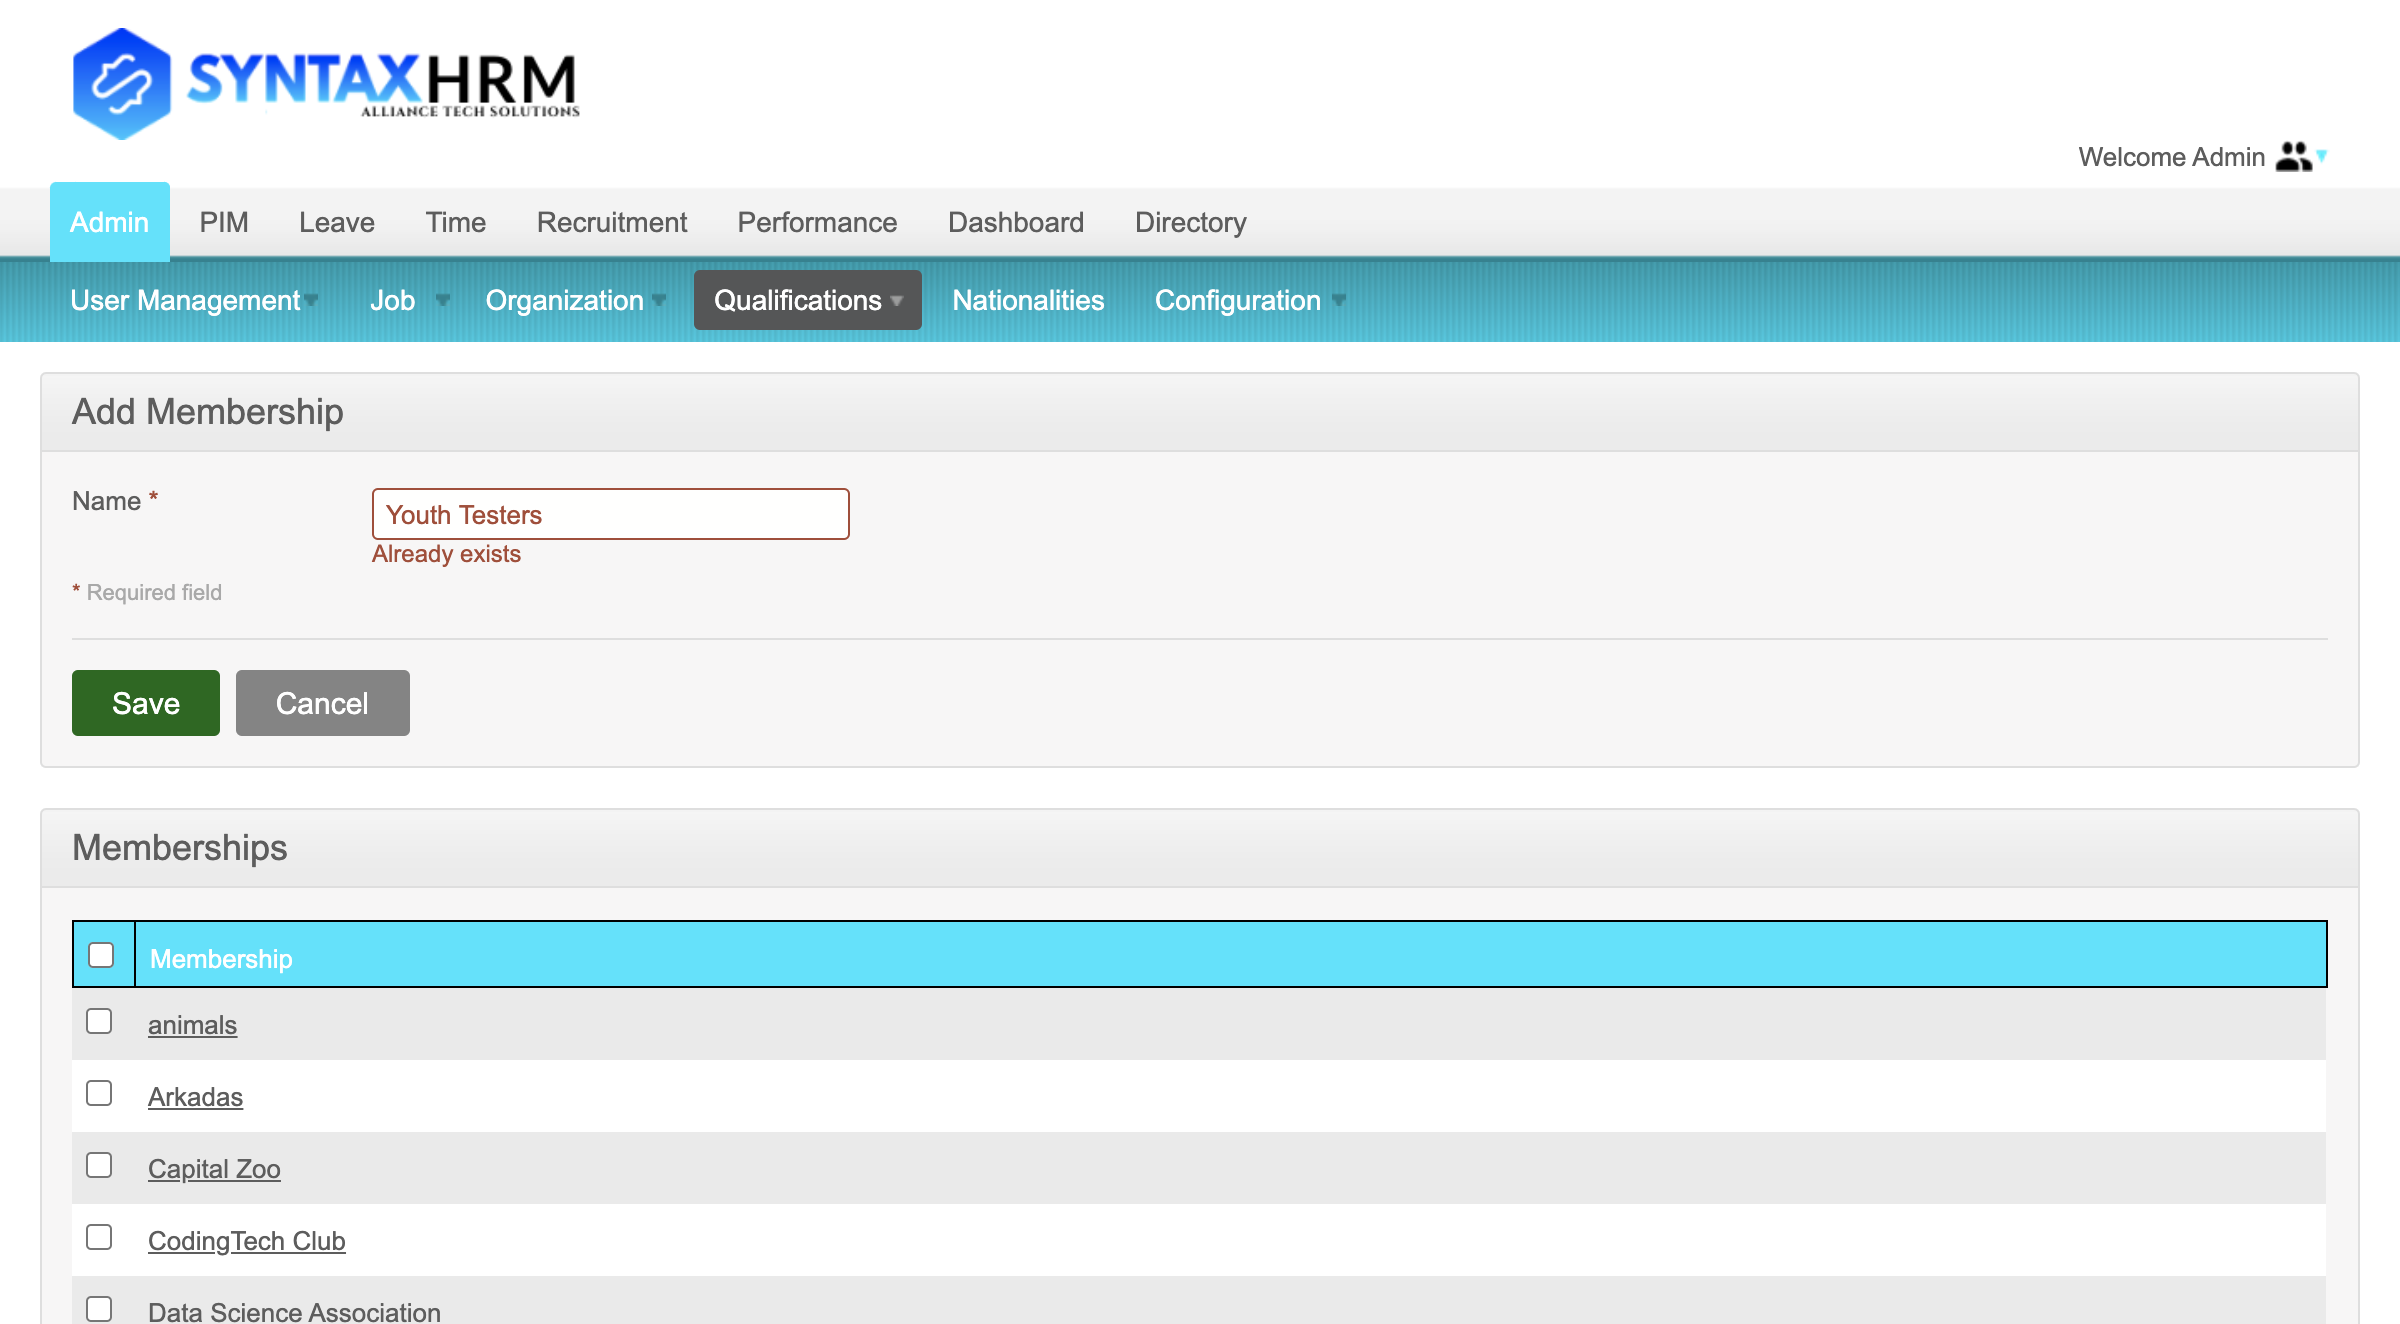 SYNTAXHRM
ALLIANCE TECH SOLUTIONS
Welcome Admin
Admin PIM Leave Time Recruitment Performance Dashboard Directory
User Management Job Organization Qualifications Nationalities Configuration
Add Membership
Name *
Youth Testers
Already exists
* Required field
Save Cancel
Memberships
Membership
animals
Arkadas
Capital Zoo
CodingTech Club
Data Science Association